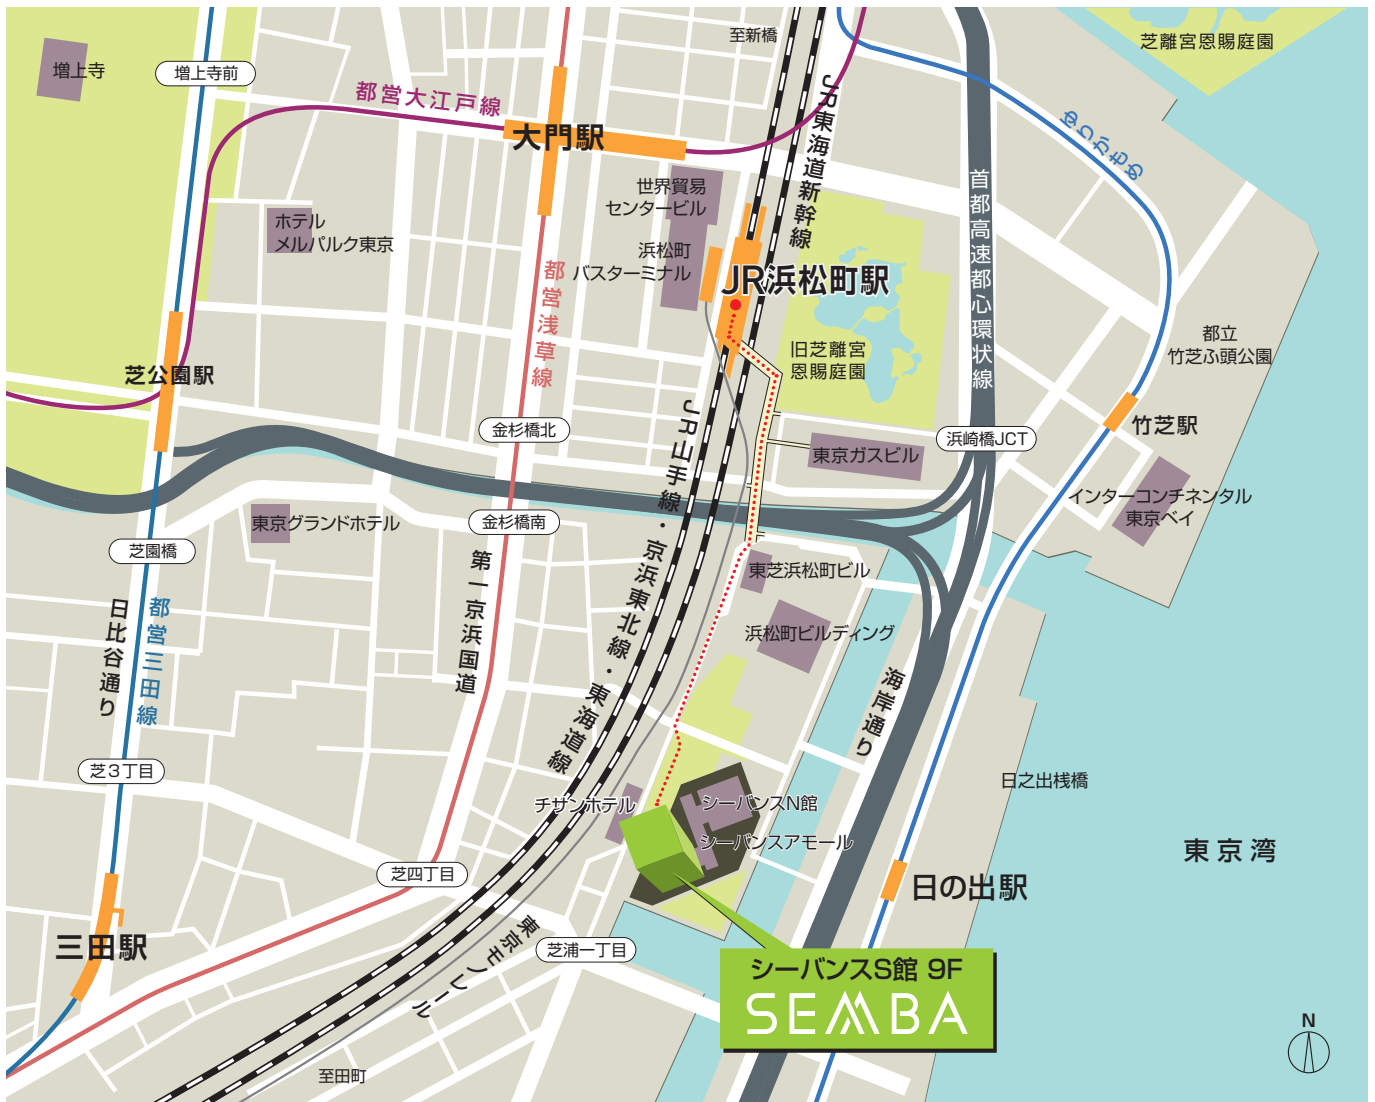 至新橋
芝離宮恩賜庭園
増上寺
増上寺前
都営大江戸線
大門駅
JR東海道新幹線
ゆりかもめ
首都高速都心環状線
世界貿易
センタービル
ホテル
メルパルク東京
浜松町
バスターミナル
都営浅草線
JR浜松町駅
都立
竹芝ふ頭公園
旧芝離宮
恩賜庭園
芝公園駅
竹芝駅
金杉橋北
浜崎橋JCT
東京ガスビル
JR山手線・京浜東北線・東海道線
インターコンチネンタル
東京ベイ
東京グランドホテル
金杉橋南
芝園橋
第一京浜国道
東芝浜松町ビル
日比谷通り
都営三田線
浜松町ビルディング
海岸通り
芝3丁目
日之出桟橋
チサンホテル
シーバンスN館
シーバンスアモール
東京湾
芝四丁目
日の出駅
三田駅
東京モノレール
芝浦一丁目
シーバンスS館 9F
SEMBA
至田町
N